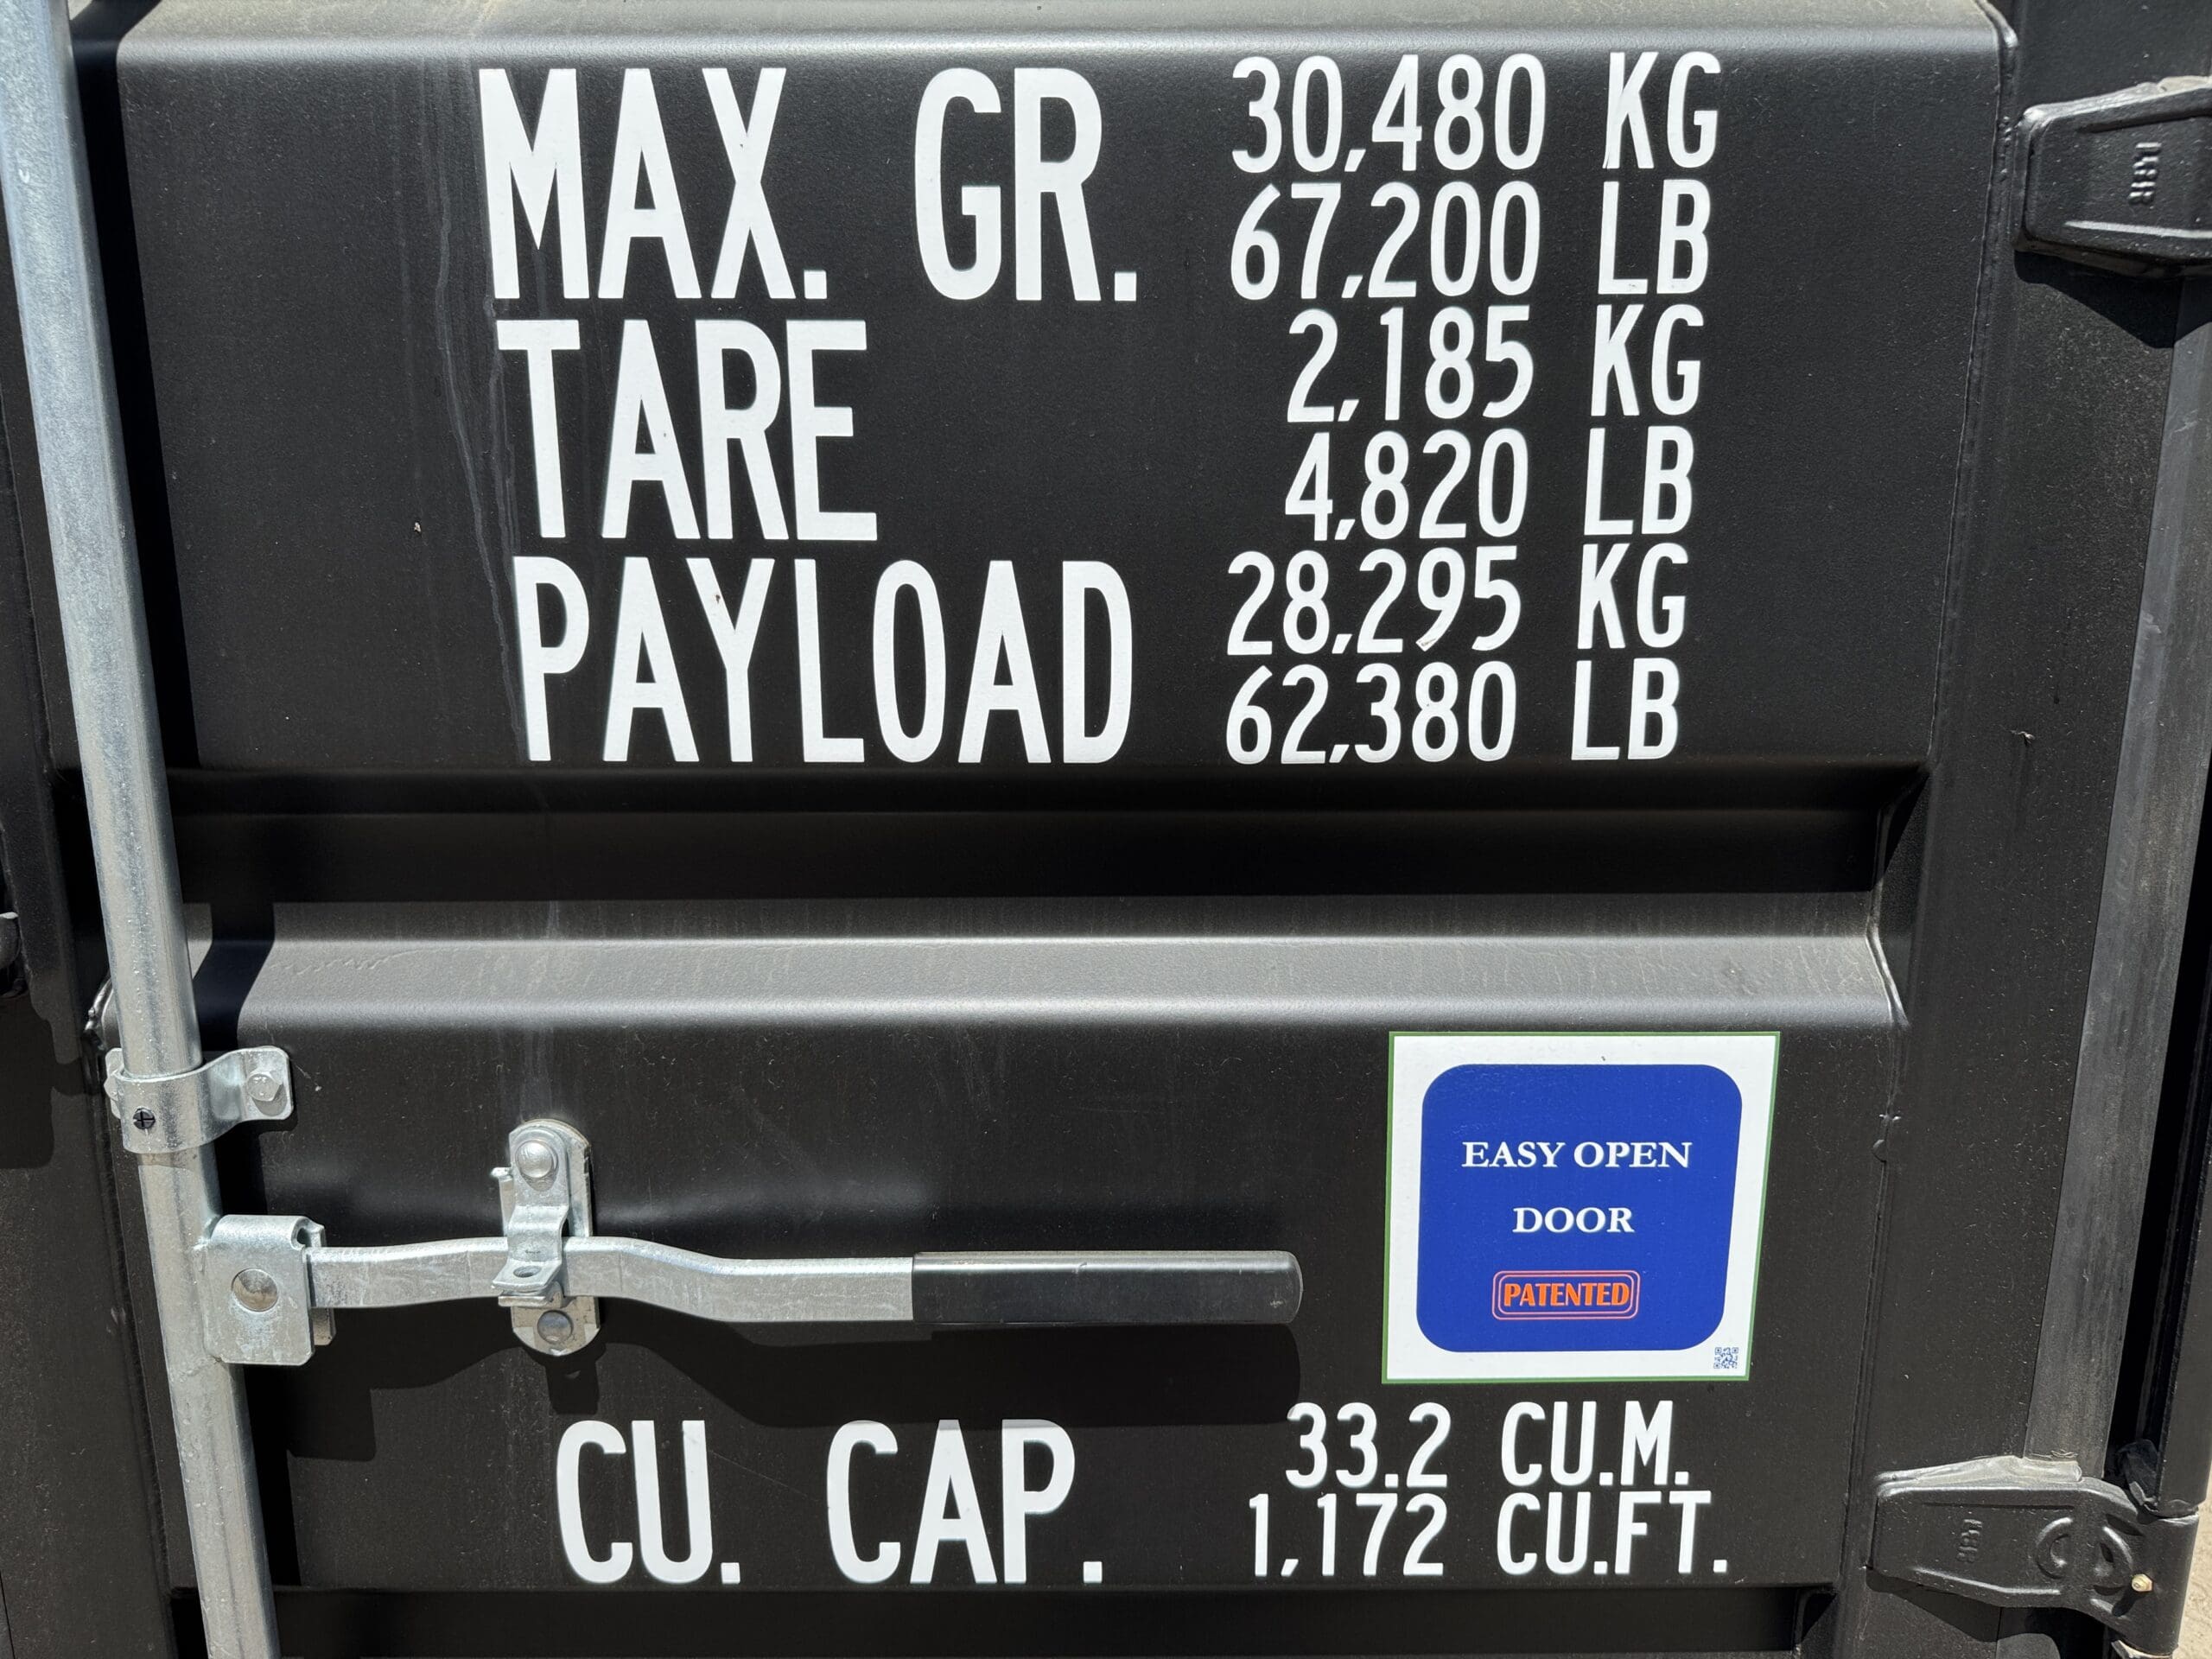 MAX. GR. 30,480 KG
67,200 LB
TARE 2,185 KG
4,820 LB
PAYLOAD 28,295 KG
62,380 LB
EASY OPEN
DOOR
PATENTED
CU. CAP. 33.2 CU.M.
1,172 CU.FT.